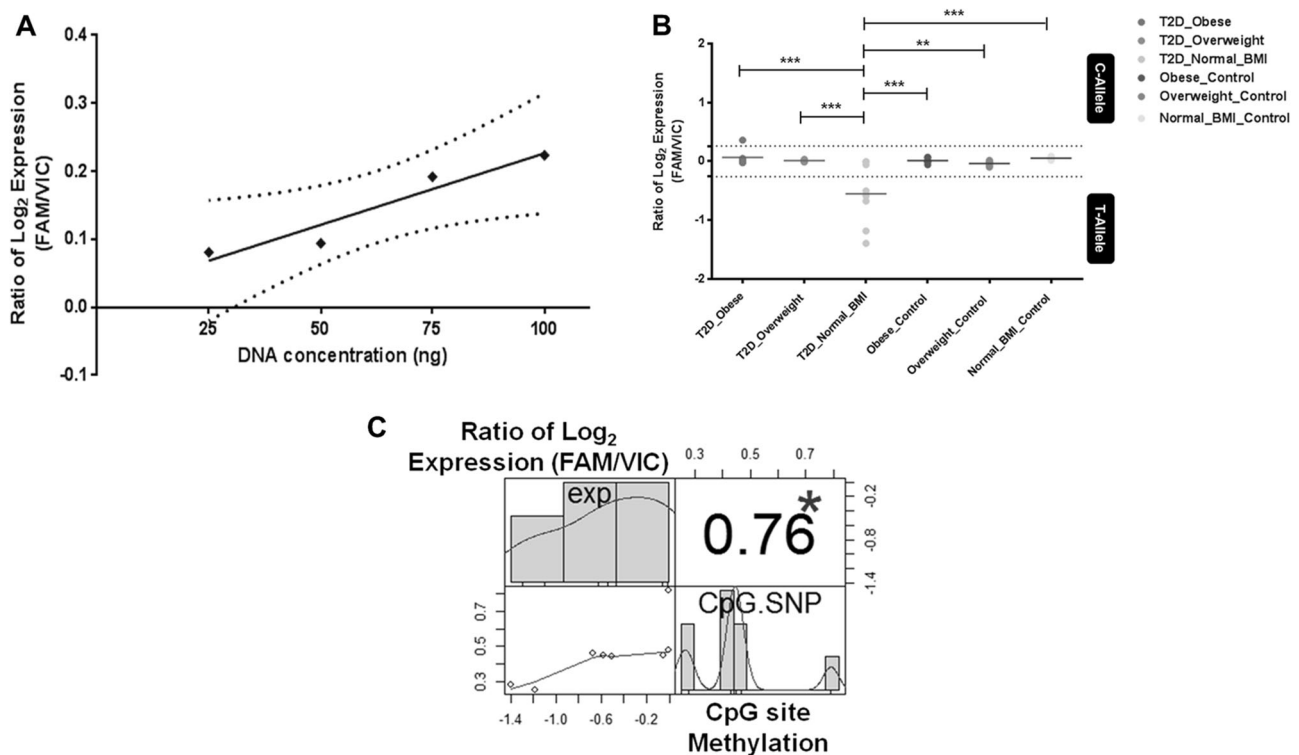 A
Ratio of Log2 Expression
(FAM/VIC)
0.4
0.3
0.2
0.1
0.0
-0.1
25
50
75
100
DNA concentration (ng)
B
Ratio of Log2 Expression
(FAM/VIC)
2
1
0
-1
-2
***
**
***
***
***
T2D_Obese
T2D_Overweight
T2D_Normal_BMI
Obese_Control
Overweight_Control
Normal_BMI_Control
C-Allele
T-Allele
T2D_Obese
T2D_Overweight
T2D_Normal_BMI
Obese_Control
Overweight_Control
Normal_BMI_Control
C
Ratio of Log2
Expression (FAM/VIC)
0.3 0.5 0.7
exp
0.76*
-0.2
-0.8
-1.4
CpG.SNP
0.7
0.5
0.3
-1.4 -1.0 -0.6 -0.2
CpG site
Methylation